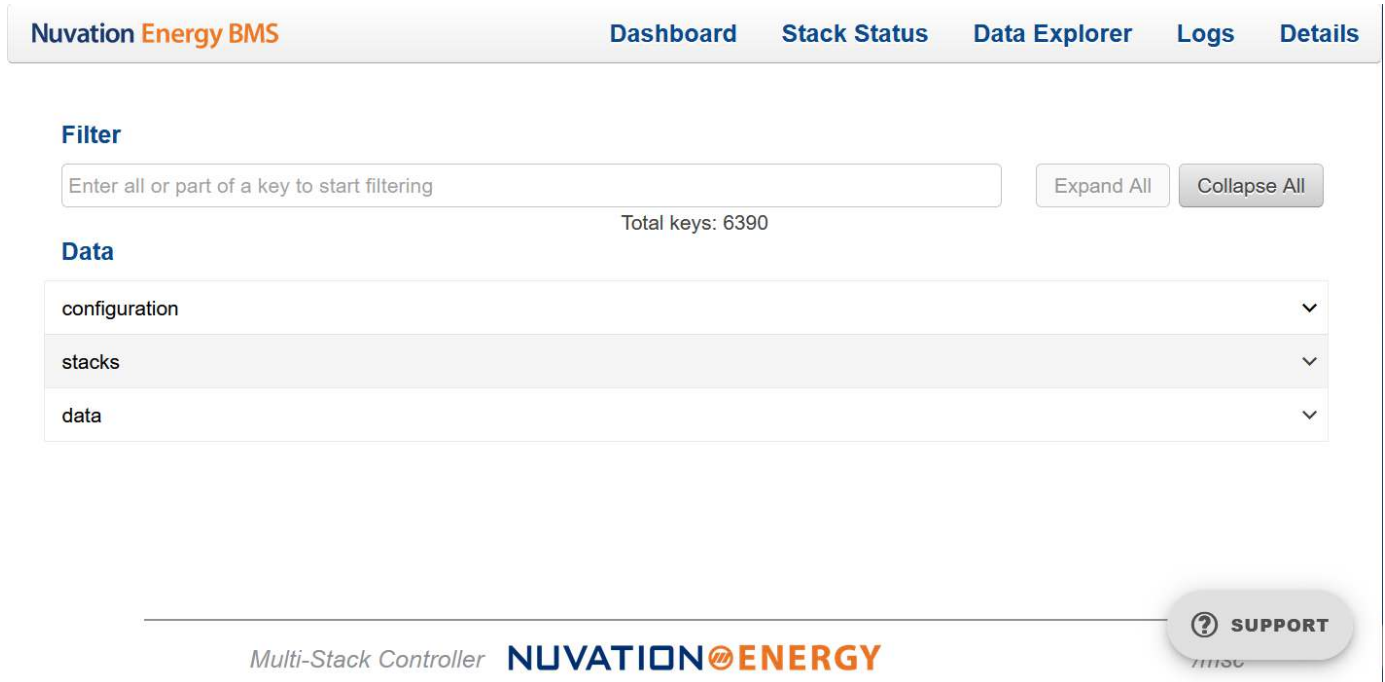 Nuvation Energy BMS Dashboard Stack Status Data Explorer Logs Details
Filter
Enter all or part of a key to start filtering Expand All Collapse All
Total keys: 6390
Data
configuration
stacks
data
SUPPORT
Multi-Stack Controller NUVATION ENERGY